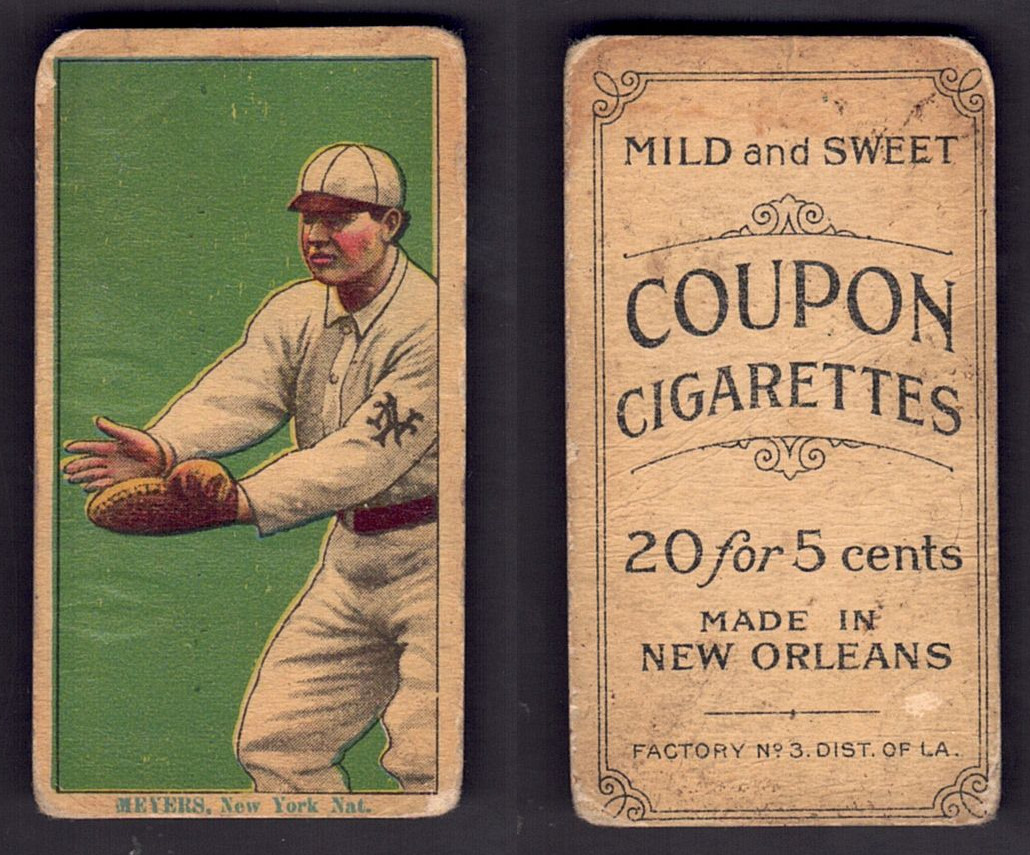 NY
MEYERS, New York Nat.
MILD and SWEET
COUPON
CIGARETTES
20 for 5 cents
MADE IN
NEW ORLEANS
FACTORY Nº 3. DIST. OF LA.